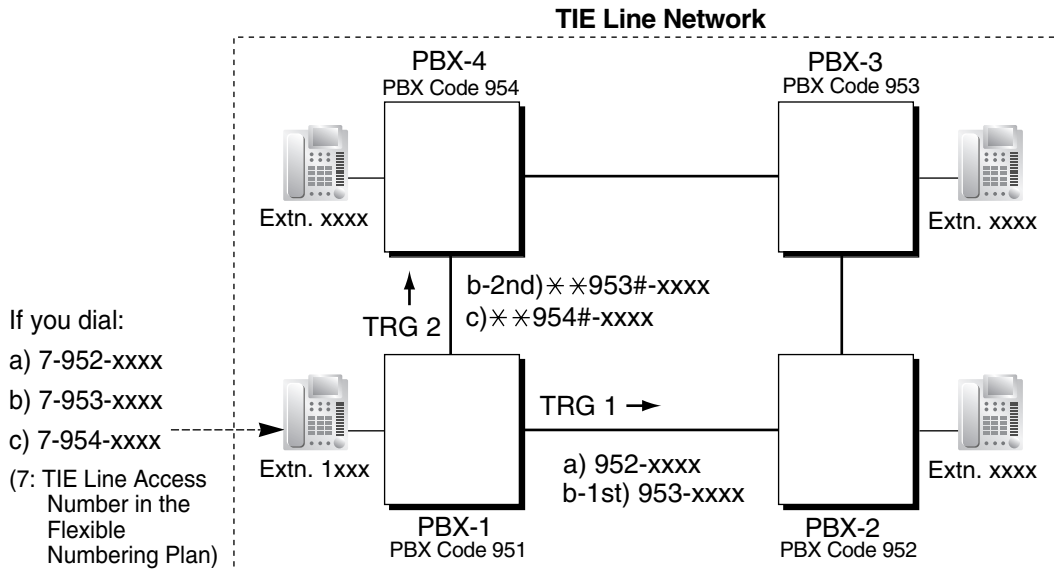 TIE Line Network
PBX-4
PBX Code 954
PBX-3
PBX Code 953
Extn. xxxx
Extn. xxxx
b-2nd)✳✳953#-xxxx
c)✳✳954#-xxxx
TRG 2
If you dial:
a) 7-952-xxxx
b) 7-953-xxxx
c) 7-954-xxxx
(7: TIE Line Access
Number in the
Flexible
Numbering Plan)
Extn. 1xxx
TRG 1
a) 952-xxxx
b-1st) 953-xxxx
Extn. xxxx
PBX-1
PBX Code 951
PBX-2
PBX Code 952